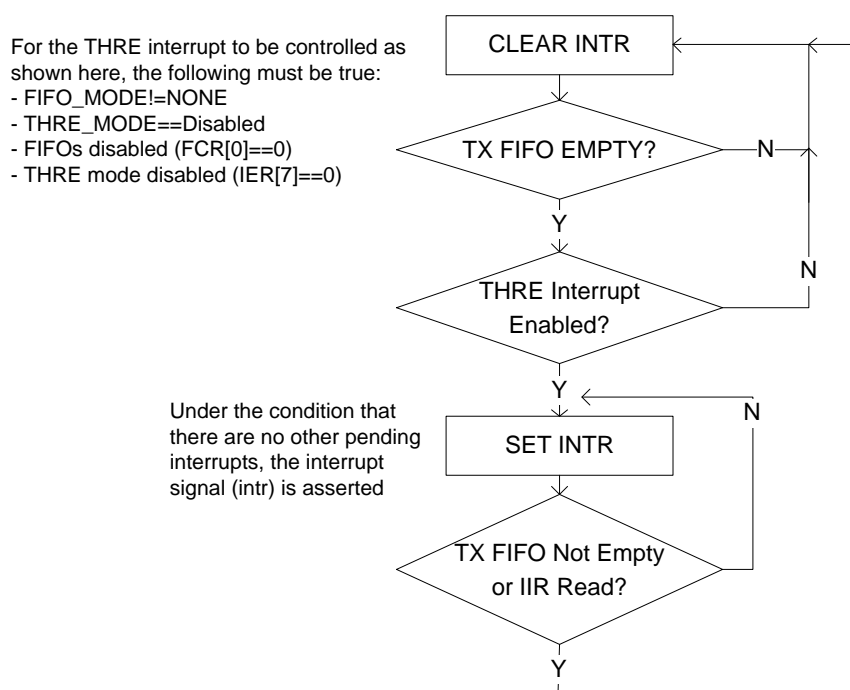 For the THRE interrupt to be controlled as
shown here, the following must be true:
- FIFO_MODE!=NONE
- THRE_MODE==Disabled
- FIFOs disabled (FCR[0]==0)
- THRE mode disabled (IER[7]==0)
CLEAR INTR
TX FIFO EMPTY?
N
Y
N
THRE Interrupt
Enabled?
Y
N
Under the condition that
there are no other pending
interrupts, the interrupt
signal (intr) is asserted
SET INTR
TX FIFO Not Empty
or IIR Read?
Y